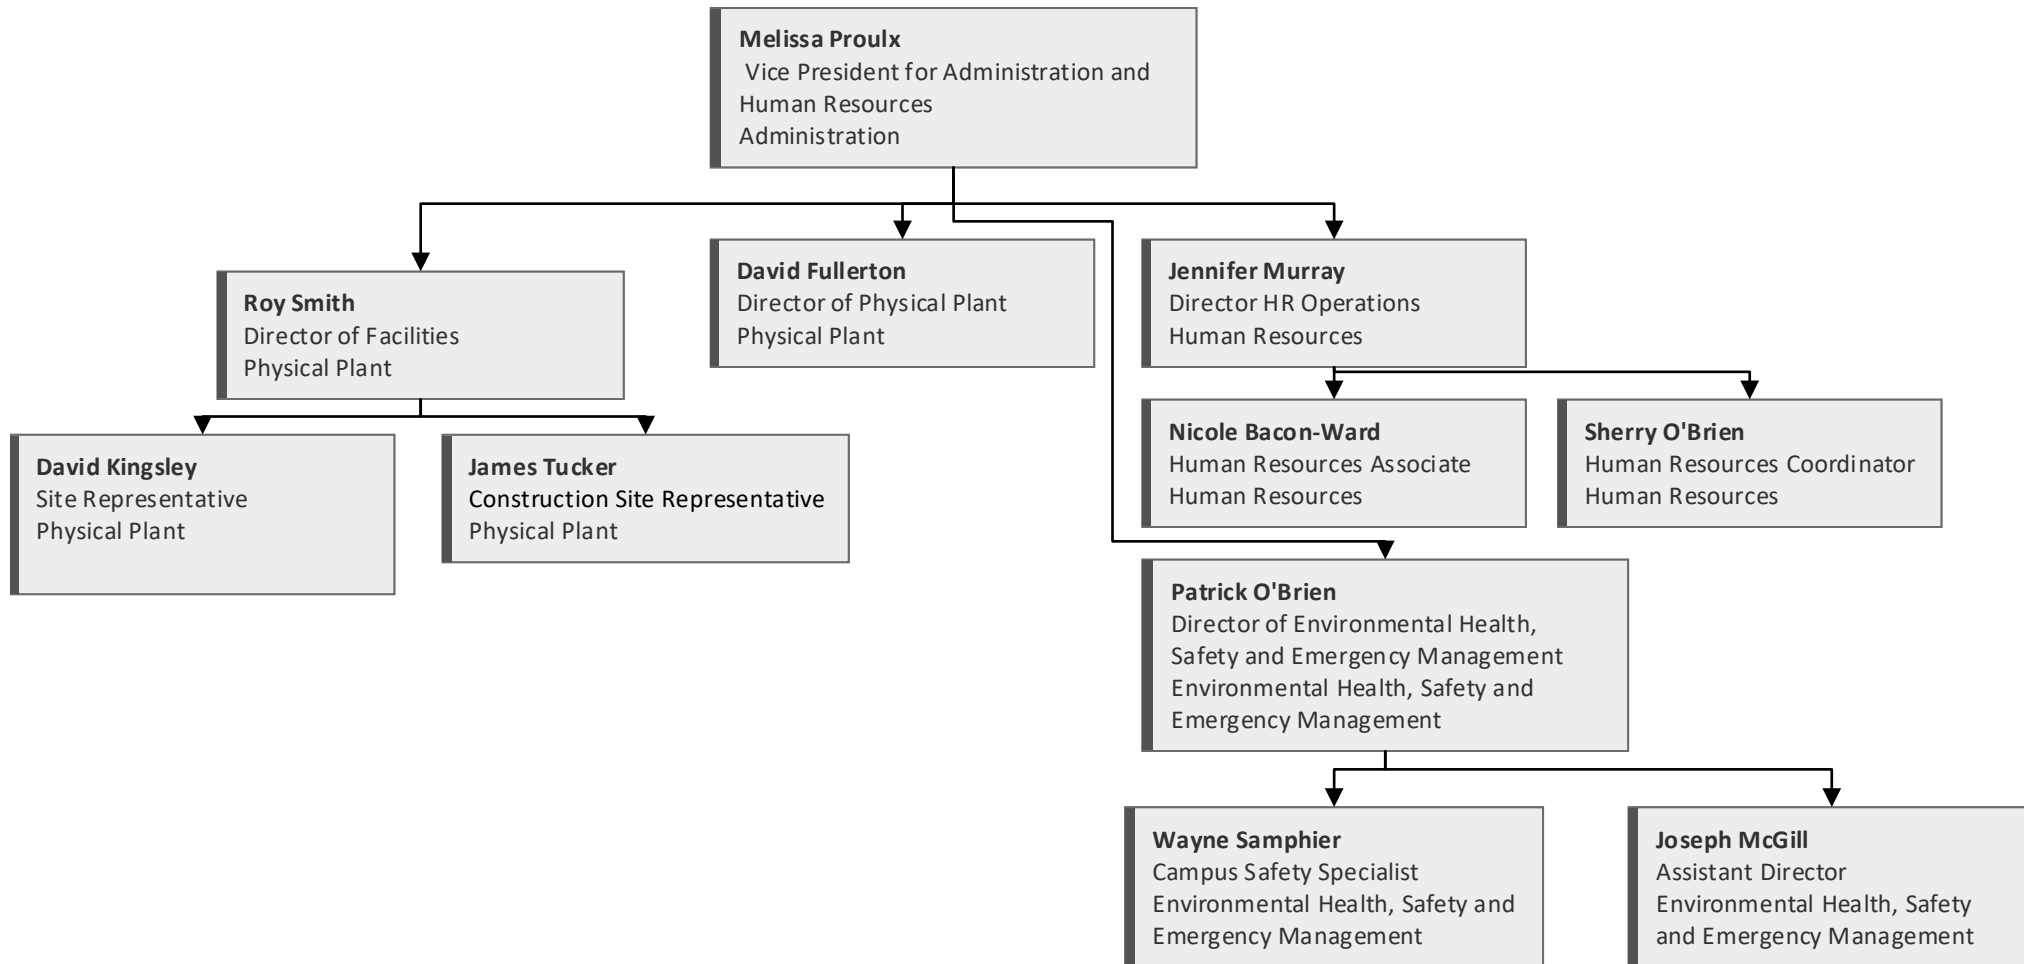 Melissa Proulx
Vice President for Administration and
Human Resources
Administration
Roy Smith
Director of Facilities
Physical Plant
David Fullerton
Director of Physical Plant
Physical Plant
Jennifer Murray
Director HR Operations
Human Resources
David Kingsley
Site Representative
Physical Plant
James Tucker
Construction Site Representative
Physical Plant
Nicole Bacon-Ward
Human Resources Associate
Human Resources
Sherry O'Brien
Human Resources Coordinator
Human Resources
Patrick O'Brien
Director of Environmental Health,
Safety and Emergency Management
Environmental Health, Safety and
Emergency Management
Wayne Samphier
Campus Safety Specialist
Environmental Health, Safety and
Emergency Management
Joseph McGill
Assistant Director
Environmental Health, Safety
and Emergency Management